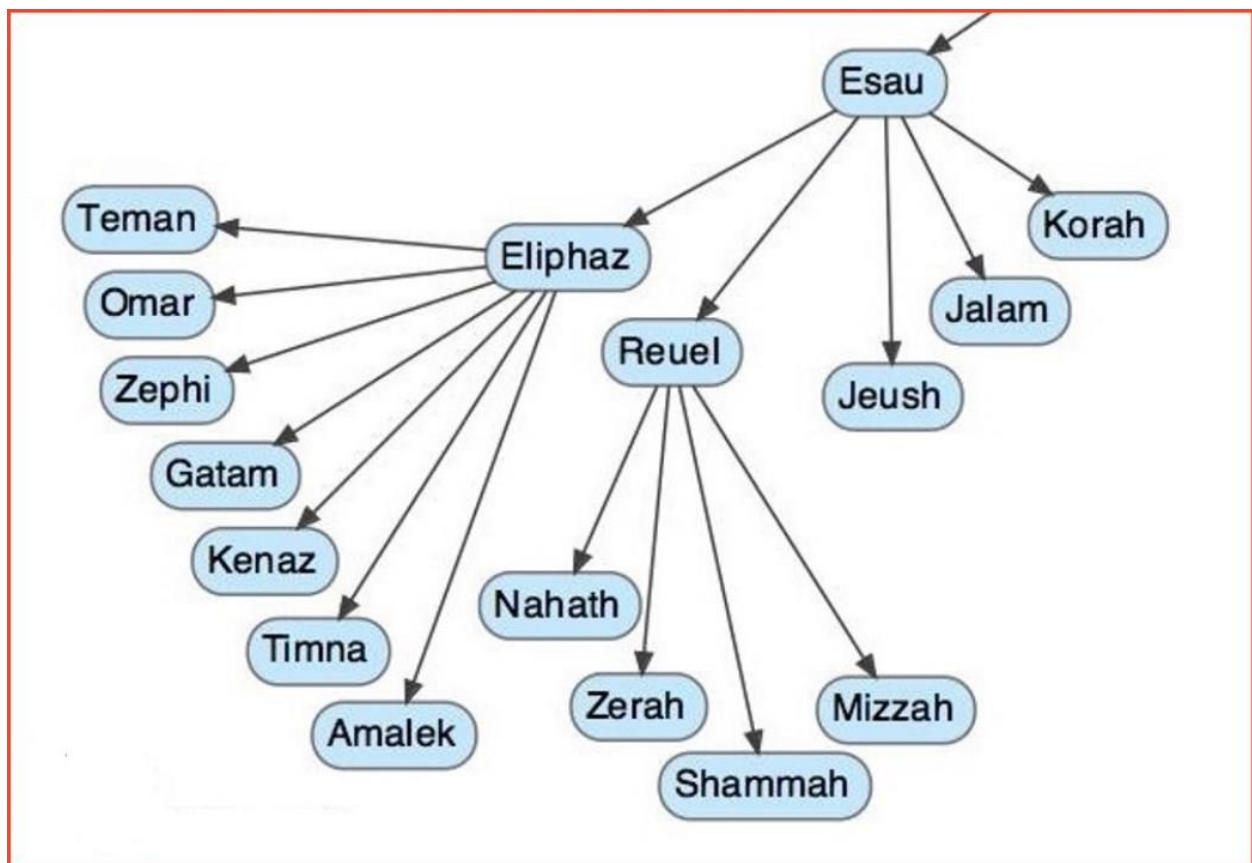 Esau
Teman
Korah
Eliphaz
Omar
Jalam
Reuel
Zephi
Jeush
Gatam
Kenaz
Nahath
Timna
Zerah
Mizzah
Amalek
Shammah